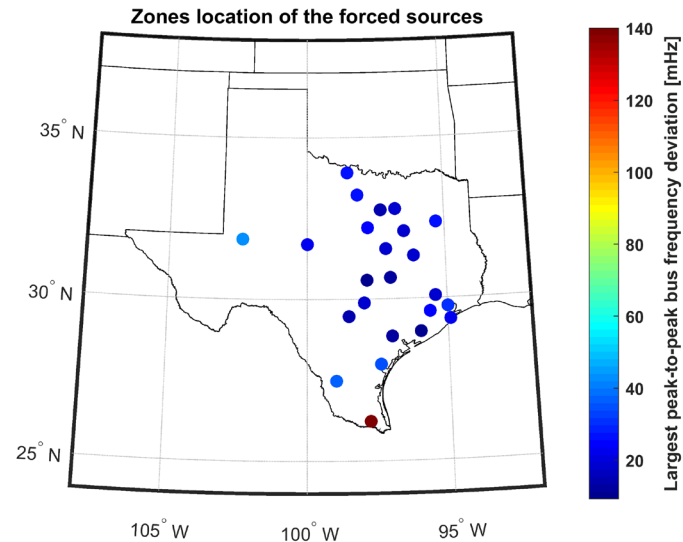 Zones location of the forced sources
35° N
30° N
25° N
105° W
100° W
95° W
140
120
100
80
60
40
20
Largest peak-to-peak bus frequency deviation [mHz]